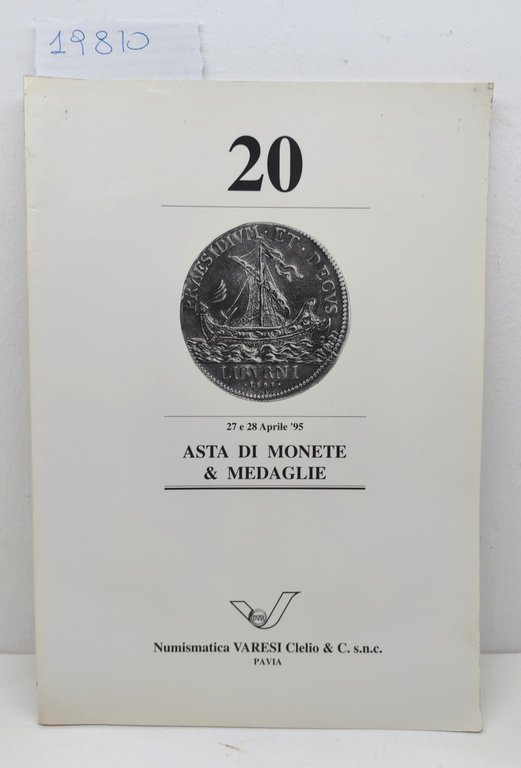 19810
20
PRAESIDIVM · ET · DECVS
LIBVRNI
27 e 28 Aprile '95
ASTA DI MONETE
& MEDAGLIE
Numismatica VARESI Clelio & C. s.n.c.
PAVIA